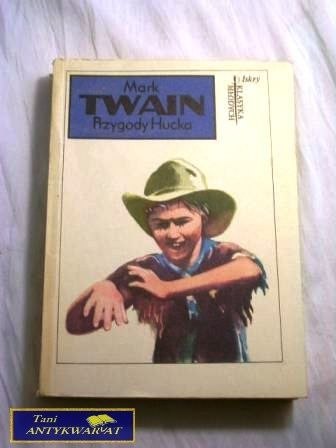 Mark
TWAIN
Przygody Hucka
Iskry
KLASYKA
MŁODYCH
Tani
ANTYKWARIAT